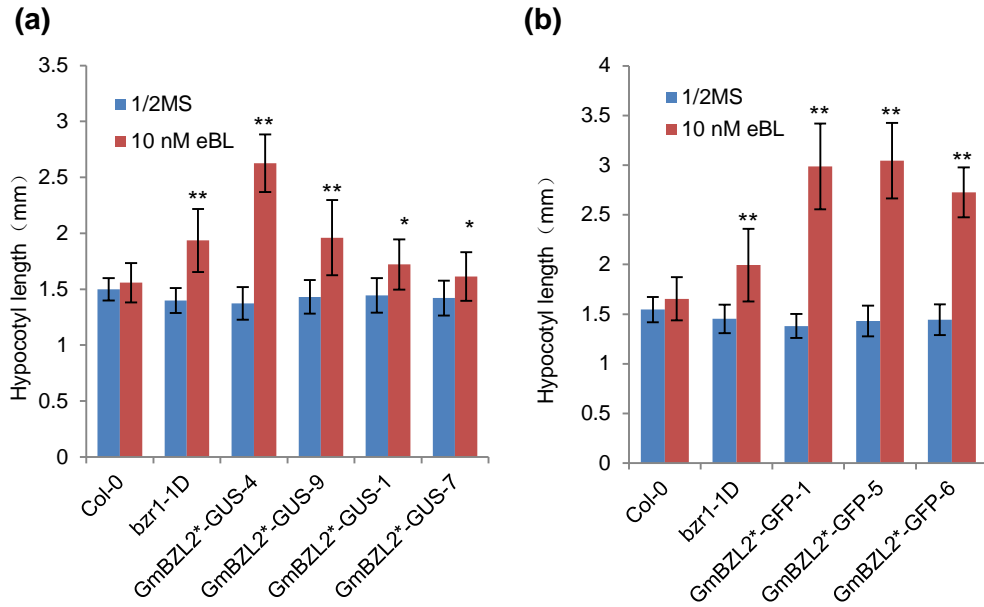 (a)
3.5
3
2.5
2
1.5
1
0.5
0
Hypocotyl length（mm）
1/2MS
10 nM eBL
**
**
**
*
*
Col-0
bzr1-1D
GmBZL2*-GUS-4
GmBZL2*-GUS-9
GmBZL2*-GUS-1
GmBZL2*-GUS-7
(b)
4
3.5
3
2.5
2
1.5
1
0.5
0
Hypocotyl length（mm）
1/2MS
10 nM eBL
**
**
**
**
Col-0
bzr1-1D
GmBZL2*-GFP-1
GmBZL2*-GFP-5
GmBZL2*-GFP-6